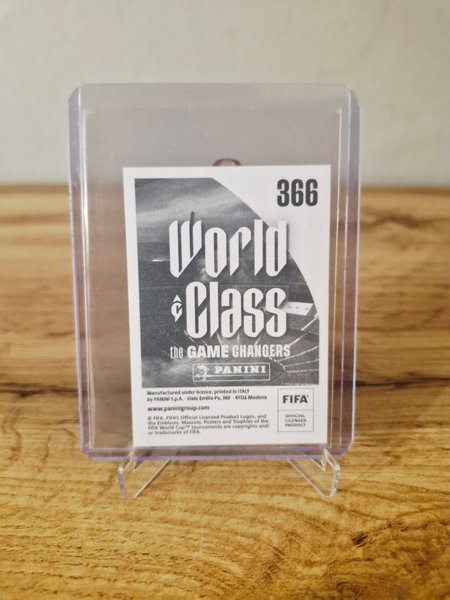 366
World
Class
the GAME CHANGERS
PANINI
Manufactured under licence, printed in ITALY
by PANINI S.p.A. - Viale Emilio Po, 380 - 41126 Modena
www.paninigroup.com
© FIFA, FIFA's Official Licensed Product Logos, and
the Emblems, Mascots, Posters and Trophies of the
FIFA World Cup™ tournaments are copyrights and/
or trademarks of FIFA.
FIFA®
OFFICIAL
LICENSED
PRODUCT